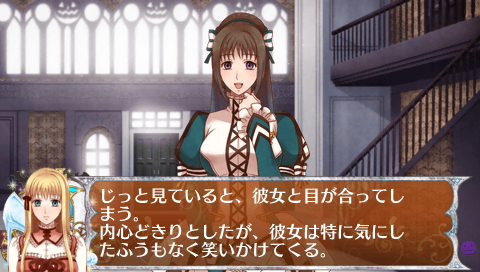 じっと見ていると、彼女と目が合ってし
まう。
内心どきりとしたが、彼女は特に気にし
たふうもなく笑いかけてくる。